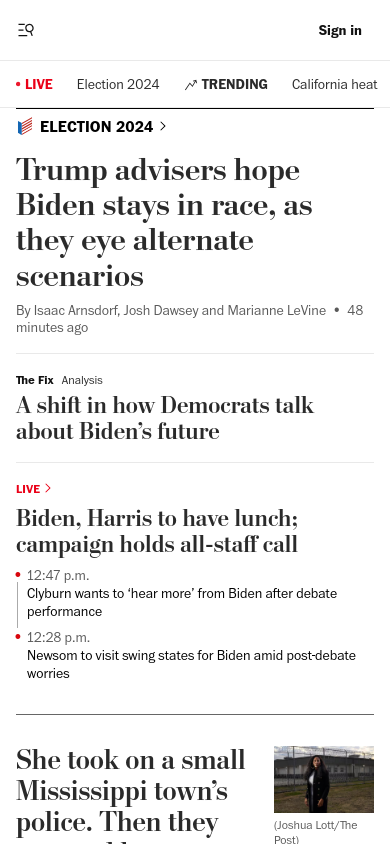 Sign in
LIVE Election 2024 TRENDING California heat
ELECTION 2024
Trump advisers hope
Biden stays in race, as
they eye alternate
scenarios
By Isaac Arnsdorf, Josh Dawsey and Marianne LeVine • 48
minutes ago
The Fix Analysis
A shift in how Democrats talk
about Biden’s future
LIVE
Biden, Harris to have lunch;
campaign holds all-staff call
12:47 p.m.
Clyburn wants to ‘hear more’ from Biden after debate
performance
12:28 p.m.
Newsom to visit swing states for Biden amid post-debate
worries
She took on a small
Mississippi town’s
police. Then they
(Joshua Lott/The
Post)